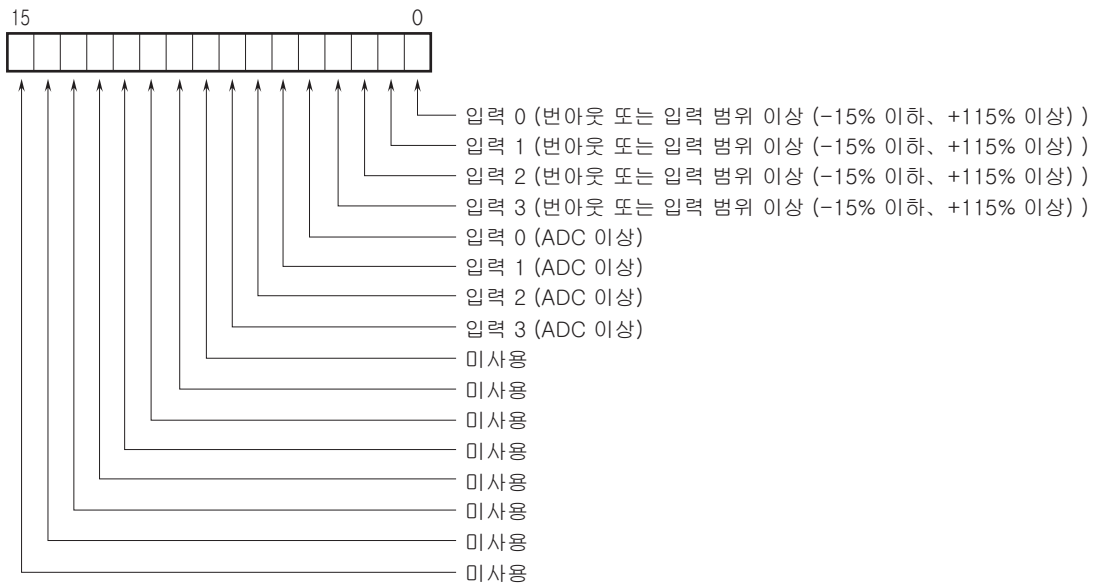 15 0
입력 0 (번아웃 또는 입력 범위 이상 (-15% 이하、+115% 이상) )
입력 1 (번아웃 또는 입력 범위 이상 (-15% 이하、+115% 이상) )
입력 2 (번아웃 또는 입력 범위 이상 (-15% 이하、+115% 이상) )
입력 3 (번아웃 또는 입력 범위 이상 (-15% 이하、+115% 이상) )
입력 0 (ADC 이상)
입력 1 (ADC 이상)
입력 2 (ADC 이상)
입력 3 (ADC 이상)
미사용
미사용
미사용
미사용
미사용
미사용
미사용
미사용